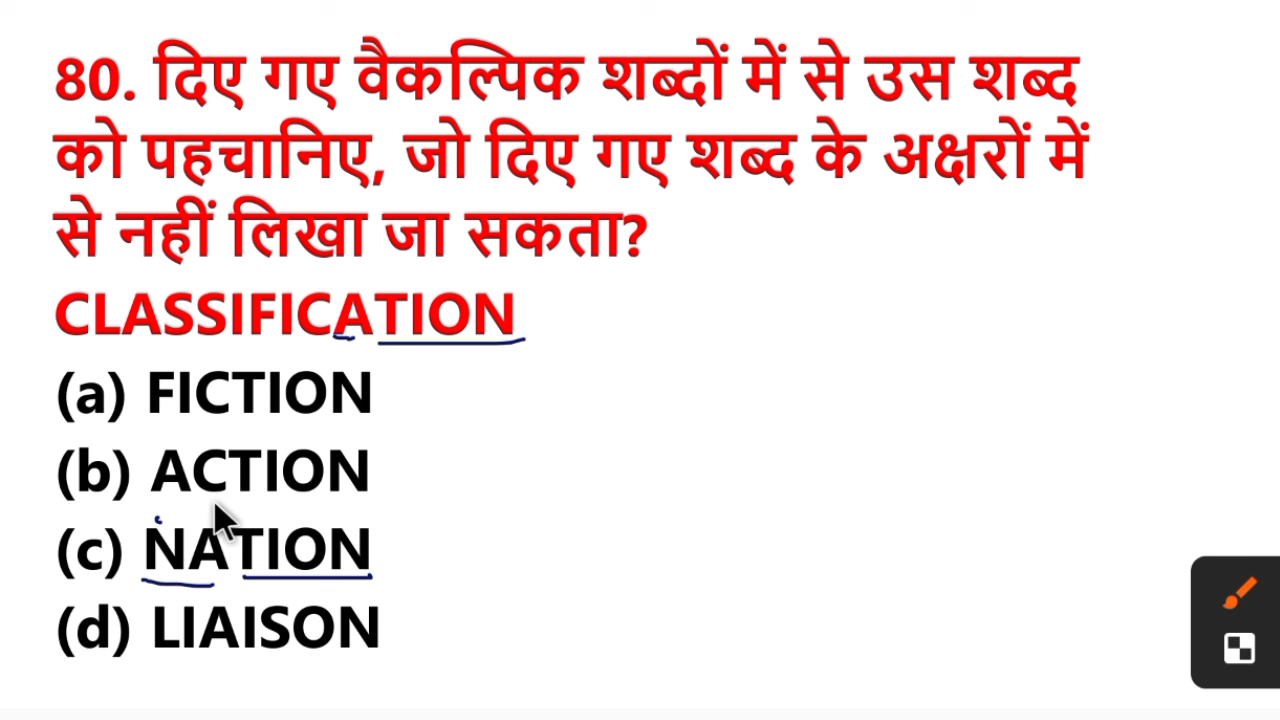 80. दिए गए वैकल्पिक शब्दों में से उस शब्द
को पहचानिए, जो दिए गए शब्द के अक्षरों में
से नहीं लिखा जा सकता?
CLASSIFICATION
(a) FICTION
(b) ACTION
(c) NATION
(d) LIAISON